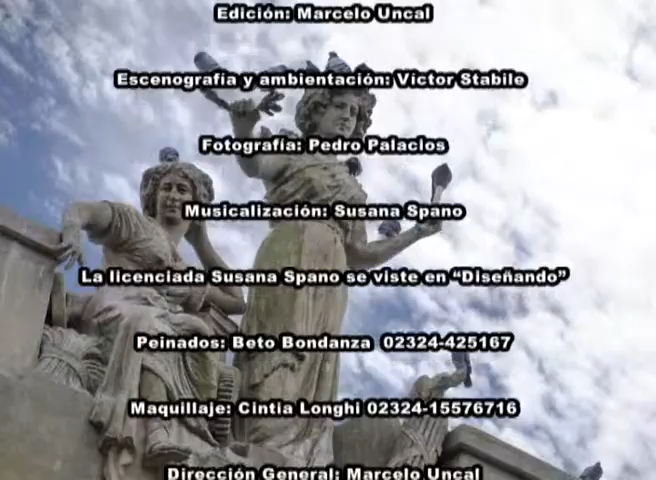 Edición: Marcelo Uncal
Escenografía y ambientación: Víctor Stabile
Fotografía: Pedro Palacios
Musicalización: Susana Spano
La licenciada Susana Spano se viste en “Diseñando”
Peinados: Beto Bondanza 02324-425167
Maquillaje: Cintia Longhi 02324-15576716
Dirección General: Marcelo Uncal